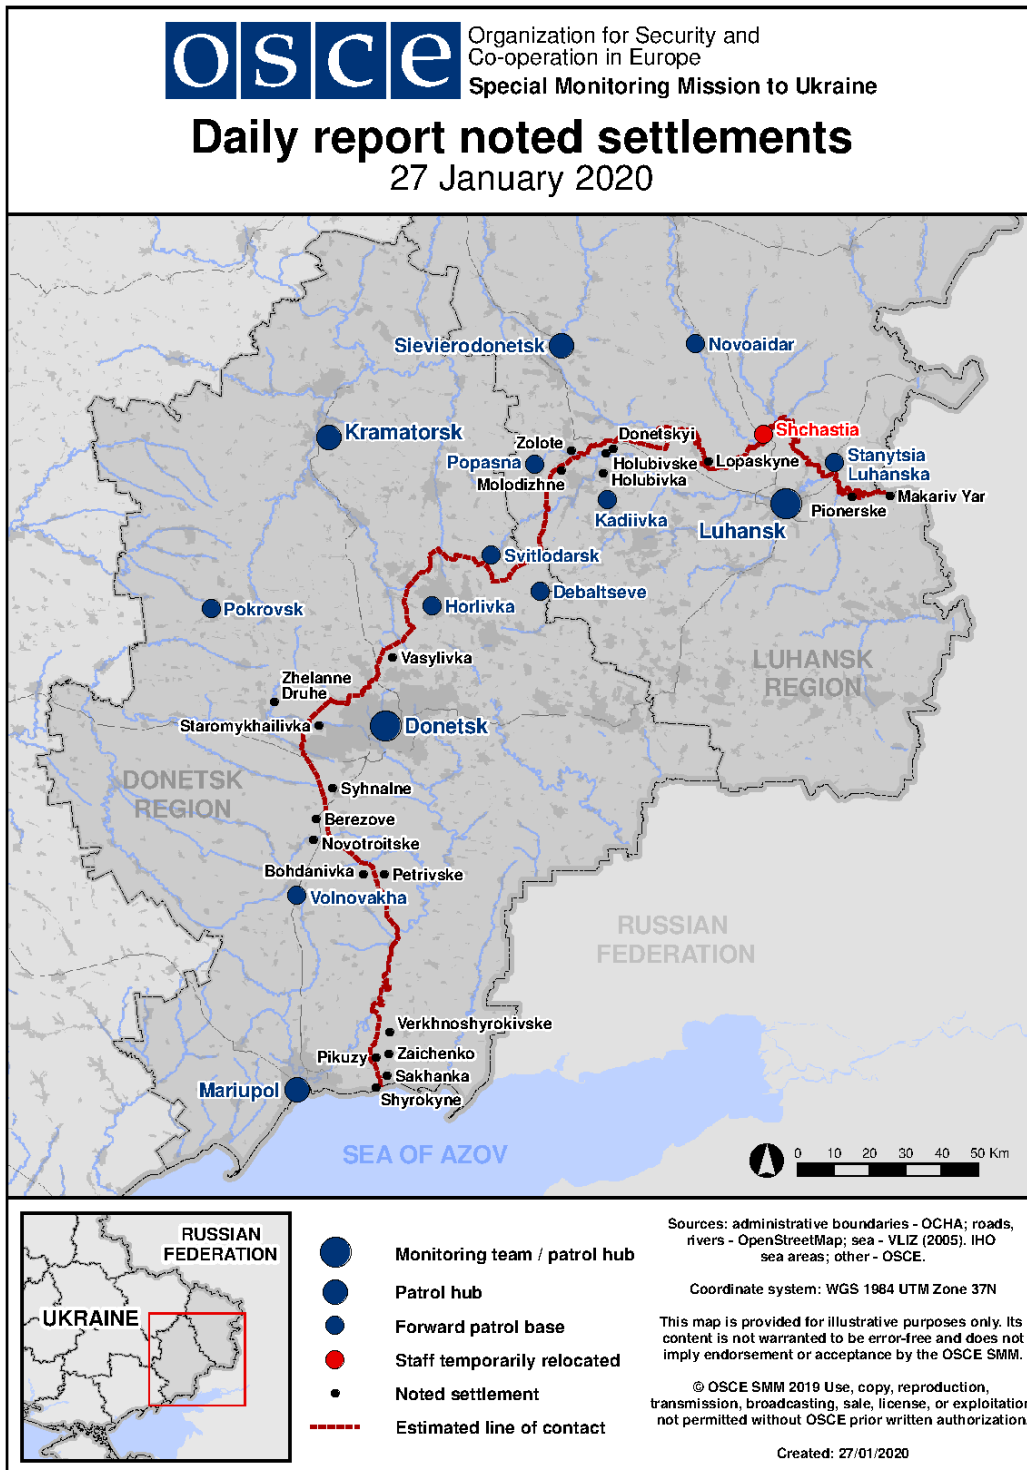 osce
Organization for Security and
Co-operation in Europe
Special Monitoring Mission to Ukraine
Daily report noted settlements
27 January 2020
Sievierodonetsk
Novoaidar
Kramatorsk
Shchastia
Zolote
Donetskyi
Popasna
Holubivske
Lopaskyne
Stanytsia
Luhanska
Molodizhne
Holubivka
Makariv Yar
Kadiivka
Pionerske
Luhansk
Svitlodarsk
Debaltseve
Pokrovsk
Horlivka
Vasylivka
LUHANSK
REGION
Zhelanne
Druhe
Staromykhailivka
Donetsk
DONETSK
REGION
Syhnalne
Berezove
Novotroitske
Bohdanivka
Petrivske
Volnovakha
RUSSIAN
FEDERATION
Verkhnoshyrokivske
Pikuzy
Zaichenko
Sakhanka
Mariupol
Shyrokyne
SEA OF AZOV
0 10 20 30 40 50 Km
RUSSIAN
FEDERATION
UKRAINE
Monitoring team / patrol hub
Patrol hub
Forward patrol base
Staff temporarily relocated
Noted settlement
Estimated line of contact
Sources: administrative boundaries - OCHA; roads,
rivers - OpenStreetMap; sea - VLIZ (2005). IHO
sea areas; other - OSCE.
Coordinate system: WGS 1984 UTM Zone 37N
This map is provided for illustrative purposes only. Its
content is not warranted to be error-free and does not
imply endorsement or acceptance by the OSCE SMM.
© OSCE SMM 2019 Use, copy, reproduction,
transmission, broadcasting, sale, license, or exploitation
not permitted without OSCE prior written authorization.
Created: 27/01/2020